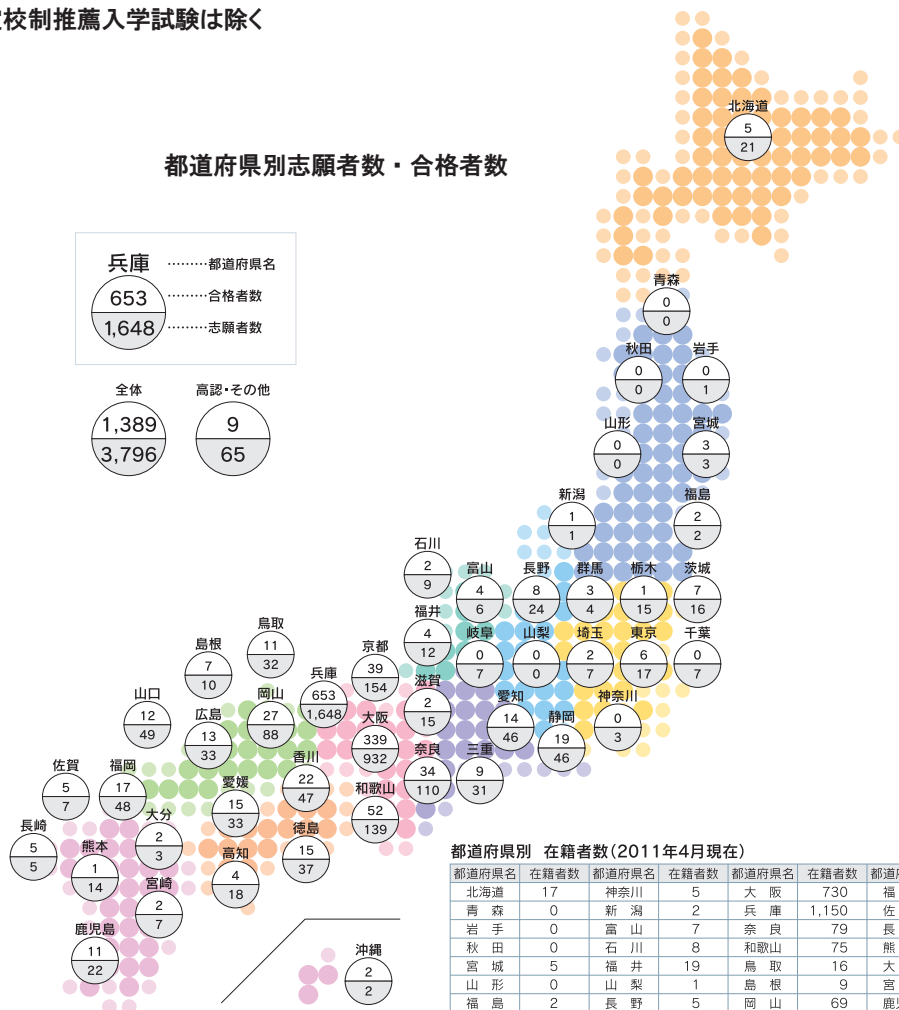 校制推薦入学試験は除く
都道府県別志願者数・合格者数
兵庫 ………都道府県名
653 ………合格者数
1,648 ………志願者数
全体
1,389
3,796
高認・その他
9
65
北海道
5
21
青森
0
0
秋田
0
0
岩手
0
1
山形
0
0
宮城
3
3
新潟
1
1
福島
2
2
石川
2
9
富山
4
6
長野
8
24
群馬
3
4
栃木
1
15
茨城
7
16
福井
4
12
岐阜
0
7
山梨
0
0
埼玉
2
7
東京
6
17
千葉
0
7
鳥取
11
32
島根
7
10
京都
39
154
兵庫
653
1,648
滋賀
2
15
愛知
14
46
静岡
19
46
神奈川
0
3
山口
12
49
広島
13
33
岡山
27
88
大阪
339
932
奈良
34
110
三重
9
31
香川
22
47
和歌山
52
139
佐賀
5
7
福岡
17
48
愛媛
15
33
徳島
15
37
長崎
5
5
大分
2
3
熊本
1
14
高知
4
18
宮崎
2
7
鹿児島
11
22
沖縄
2
2
都道府県別 在籍者数(2011年4月現在)
都道府県名 在籍者数 都道府県名 在籍者数 都道府県名 在籍者数 都道府
北海道 17 神奈川 5 大阪 730 福
青森 0 新潟 2 兵庫 1,150 佐
岩手 0 富山 7 奈良 79 長
秋田 0 石川 8 和歌山 75 熊
宮城 5 福井 19 鳥取 16 大
山形 0 山梨 1 島根 9 宮
福島 2 長野 5 岡山 69 鹿児